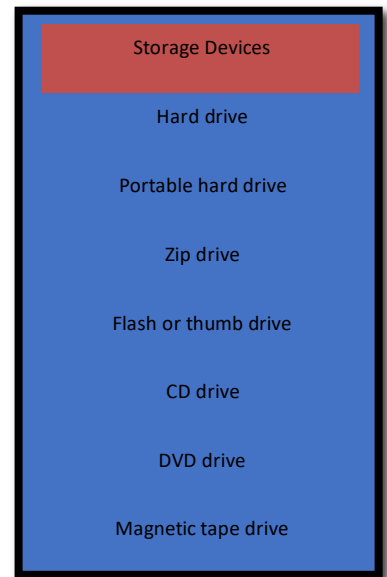 Storage Devices
Hard drive
Portable hard drive
Zip drive
Flash or thumb drive
CD drive
DVD drive
Magnetic tape drive